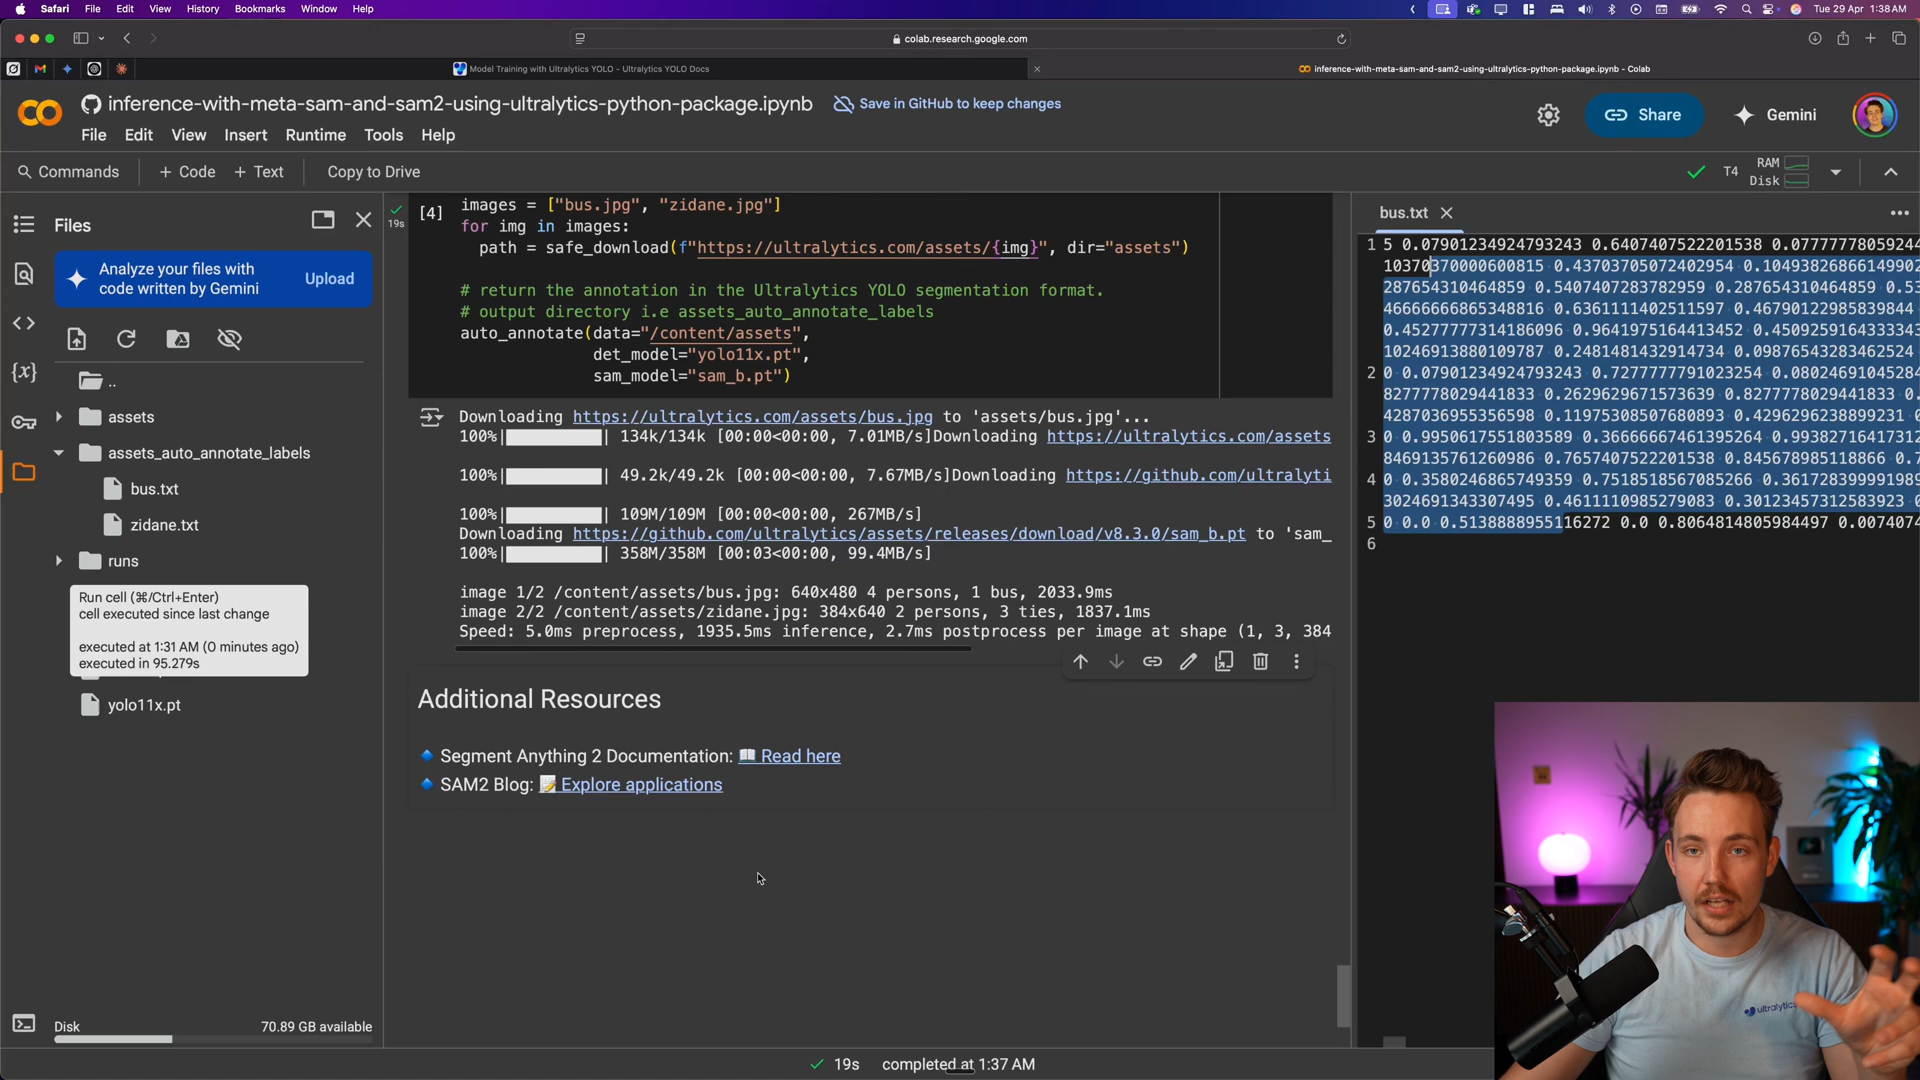 Safari File Edit View History Bookmarks Window Help
Tue 29 Apr 1:38 AM
colab.research.google.com
Model Training with Ultralytics YOLO - Ultralytics YOLO Docs
inference-with-meta-sam-and-sam2-using-ultralytics-python-package.ipynb - Colab
inference-with-meta-sam-and-sam2-using-ultralytics-python-package.ipynb
Save in GitHub to keep changes
Share
Gemini
File Edit View Insert Runtime Tools Help
Commands + Code + Text Copy to Drive
T4
RAM
Disk
Files
Analyze your files with
code written by Gemini
Upload
..
assets
assets_auto_annotate_labels
bus.txt
zidane.txt
runs
Run cell (⌘/Ctrl+Enter)
cell executed since last change
executed at 1:31 AM (0 minutes ago)
executed in 95.279s
yolo11x.pt
Disk
70.89 GB available
19s
[4]
images = ["bus.jpg", "zidane.jpg"]
for img in images:
path = safe_download(f"https://ultralytics.com/assets/{img}", dir="assets")
# return the annotation in the Ultralytics YOLO segmentation format.
# output directory i.e assets_auto_annotate_labels
auto_annotate(data="/content/assets",
det_model="yolo11x.pt",
sam_model="sam_b.pt")
Downloading https://ultralytics.com/assets/bus.jpg to 'assets/bus.jpg'...
100%| | 134k/134k [00:00<00:00, 7.01MB/s]Downloading https://ultralytics.com/assets
100%| | 49.2k/49.2k [00:00<00:00, 7.67MB/s]Downloading https://github.com/ultralyti
100%| | 109M/109M [00:00<00:00, 267MB/s]
Downloading https://github.com/ultralytics/assets/releases/download/v8.3.0/sam_b.pt to 'sam_
100%| | 358M/358M [00:03<00:00, 99.4MB/s]
image 1/2 /content/assets/bus.jpg: 640x480 4 persons, 1 bus, 2033.9ms
image 2/2 /content/assets/zidane.jpg: 384x640 2 persons, 3 ties, 1837.1ms
Speed: 5.0ms preprocess, 1935.5ms inference, 2.7ms postprocess per image at shape (1, 3, 384
Additional Resources
Segment Anything 2 Documentation: Read here
SAM2 Blog: Explore applications
19s completed at 1:37 AM
bus.txt
1 5 0.07901234924793243 0.6407407522201538 0.07777778059244
10370370000600815 0.43703705072402954 0.10493826866149902
287654310464859 0.5407407283782959 0.287654310464859 0.53
46666666865348816 0.6361111402511597 0.46790122985839844
0.45277777314186096 0.9641975164413452 0.4509259164333343
10246913880109787 0.2481481432914734 0.09876543283462524
2 0 0.07901234924793243 0.7277777791023254 0.08024691045284
8277778029441833 0.2629629671573639 0.8277778029441833
42870369553565980 0.11975308507680893 0.4296296238899231
3 0 0.9950617551803589 0.36666667461395264 0.99382716417312
8469135761260986 0.7657407522201538 0.845678985118866 0.7
4 0 0.3580246865749359 0.7518518567085266 0.3617283999919​89
30246913433074​95 0.4611110985279083 0.30123457312583923
5 0 0.0 0.5138888955116272 0.0 0.8064814805984497 0.0074074
6
ultralytics